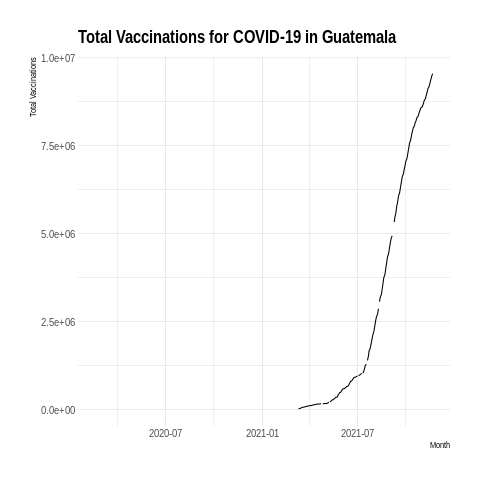 Total Vaccinations for COVID-19 in Guatemala
Total Vaccinations
1.0e+07
7.5e+06
5.0e+06
2.5e+06
0.0e+00
2020-07 2021-01 2021-07
Month